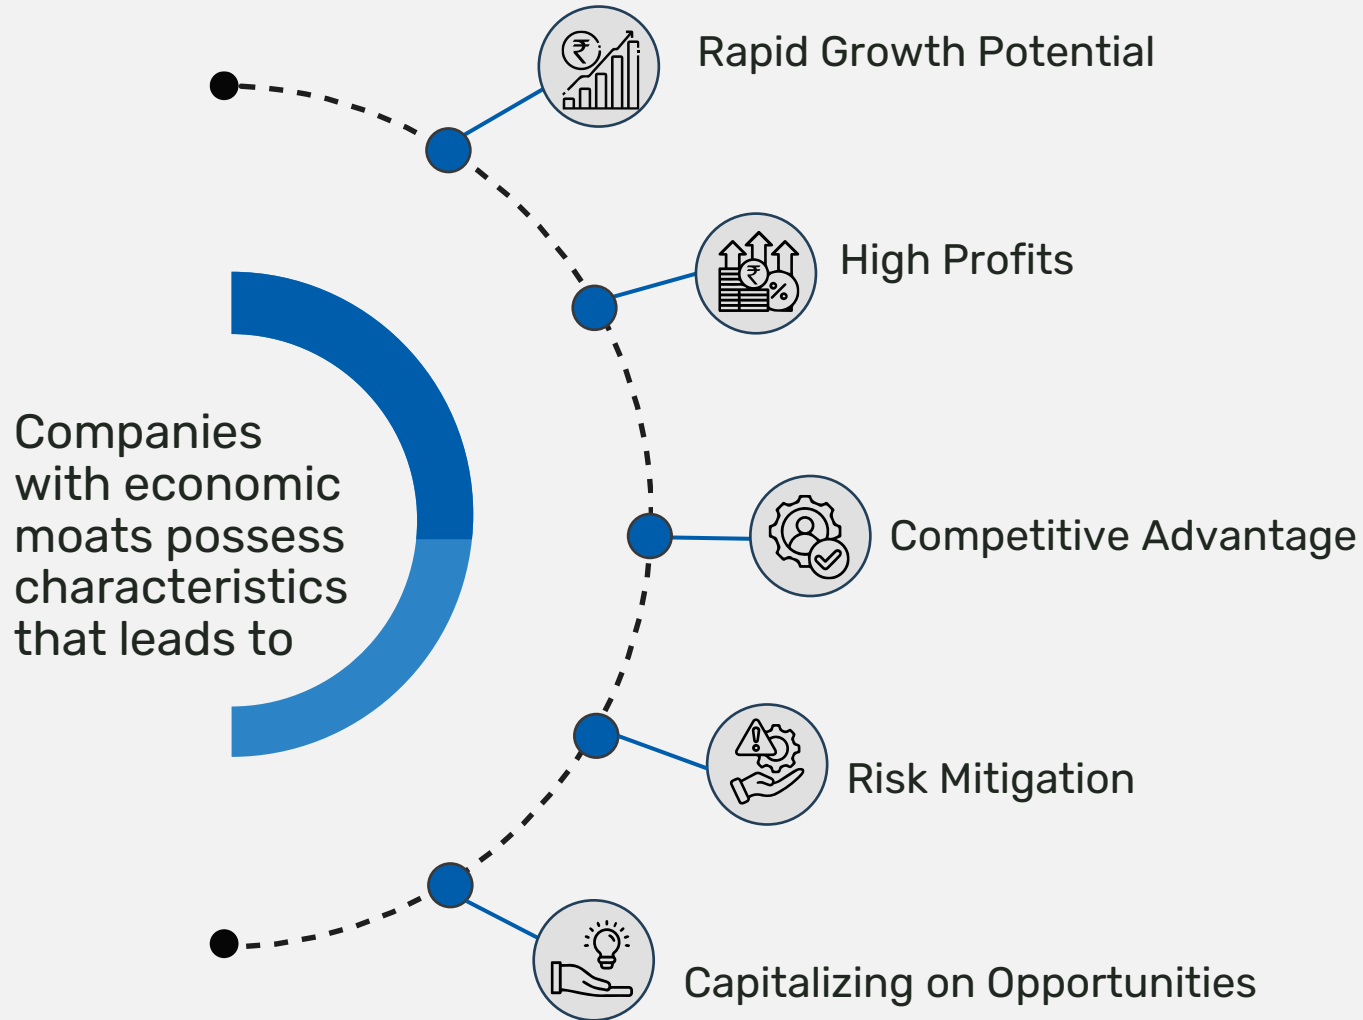 Rapid Growth Potential
₹
High Profits
₹
%
Companies
with economic
moats possess
characteristics
that leads to
Competitive Advantage
Risk Mitigation
Capitalizing on Opportunities